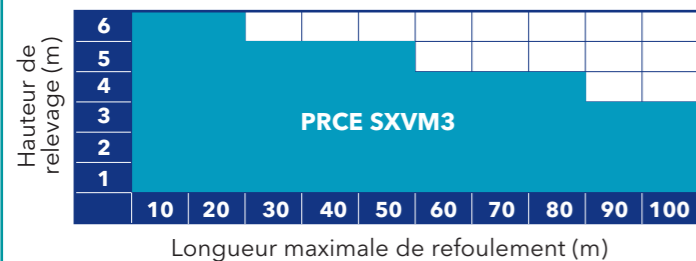 Hauteur de
relevage (m)
6
5
4
3
2
1
PRCE SXVM3
10 20 30 40 50 60 70 80 90 100
Longueur maximale de refoulement (m)